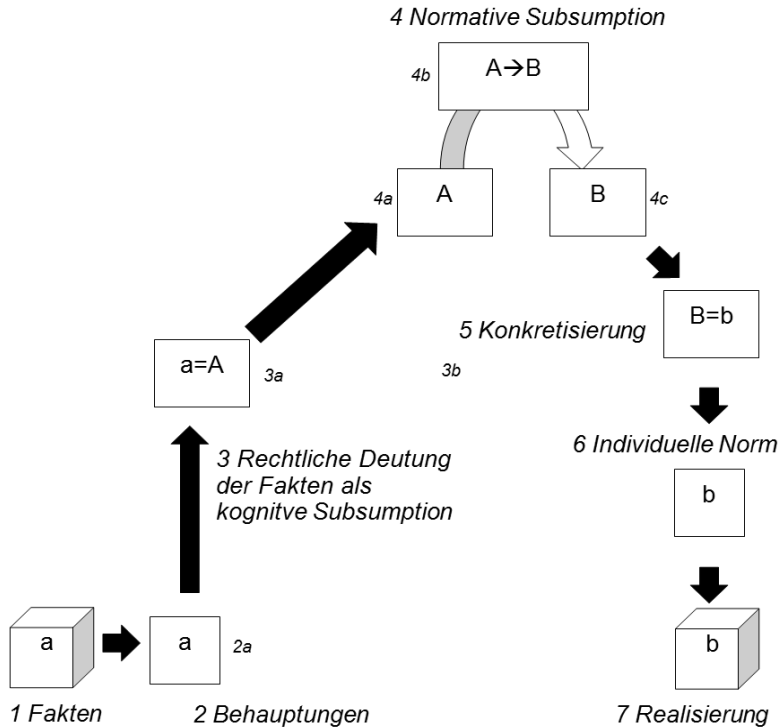 4 Normative Subsumption
4b
A→B
4a
A
B
4c
B=b
5 Konkretisierung
a=A
3a
3b
3 Rechtliche Deutung
der Fakten als
kognitve Subsumption
6 Individuelle Norm
b
a
a
2a
b
1 Fakten
2 Behauptungen
7 Realisierung